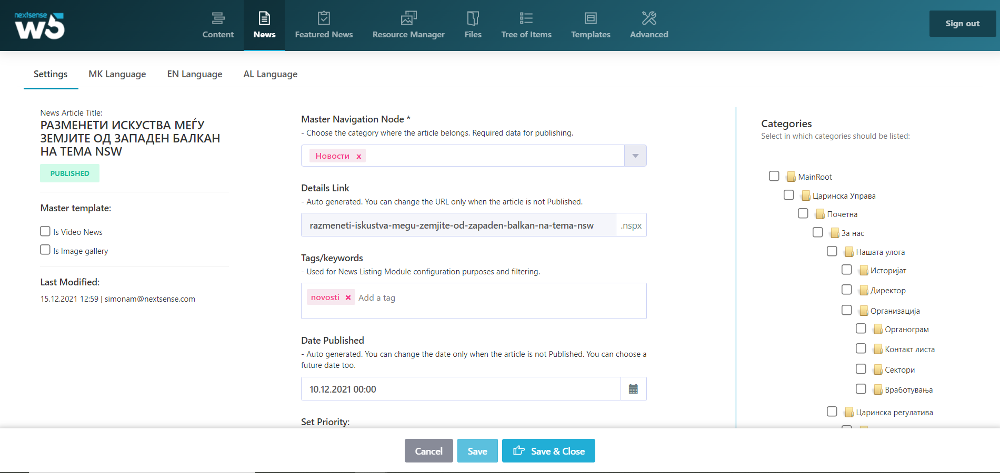 nextsense
w5
Content
News
Featured News
Resource Manager
Files
Tree of Items
Templates
Advanced
Sign out
Settings
MK Language
EN Language
AL Language
News Article Title:
РАЗМЕНЕТИ ИСКУСТВА МЕЃУ
ЗЕМЈИТЕ ОД ЗАПАДЕН БАЛКАН
НА ТЕМА NSW
PUBLISHED
Master template:
Is Video News
Is Image gallery
Last Modified:
15.12.2021 12:59 | simonam@nextsense.com
Master Navigation Node *
- Choose the category where the article belongs. Required data for publishing.
Новости x
Details Link
- Auto generated. You can change the URL only when the article is not Published.
razmeneti-iskustva-megu-zemjite-od-zapaden-balkan-na-tema-nsw .nspx
Tags/keywords
- Used for News Listing Module configuration purposes and filtering.
novosti × Add a tag
Date Published
- Auto generated. You can change the date only when the article is not Published. You can choose a
future date too.
10.12.2021 00:00
Set Priority:
Categories
Select in which categories should be listed:
MainRoot
Царинска Управа
Почетна
За нас
Нашата улога
Историјат
Директор
Организација
Органограм
Контакт листа
Сектори
Вработувања
Царинска регулатива
Cancel
Save
Save & Close